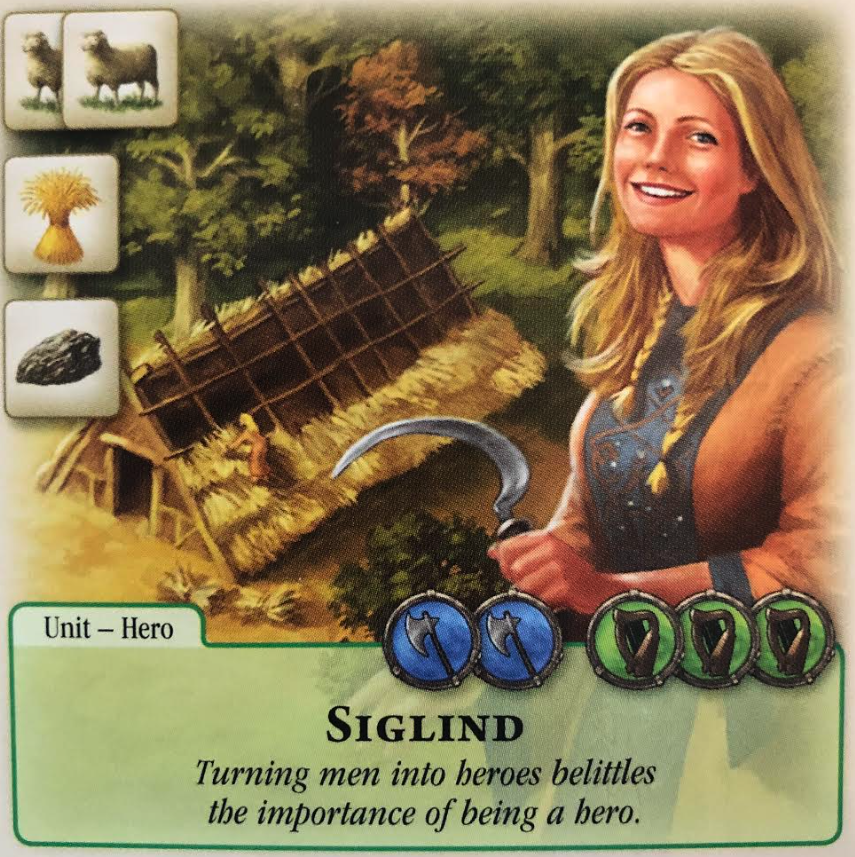 Unit – Hero
Siglind
Turning men into heroes belittles
the importance of being a hero.